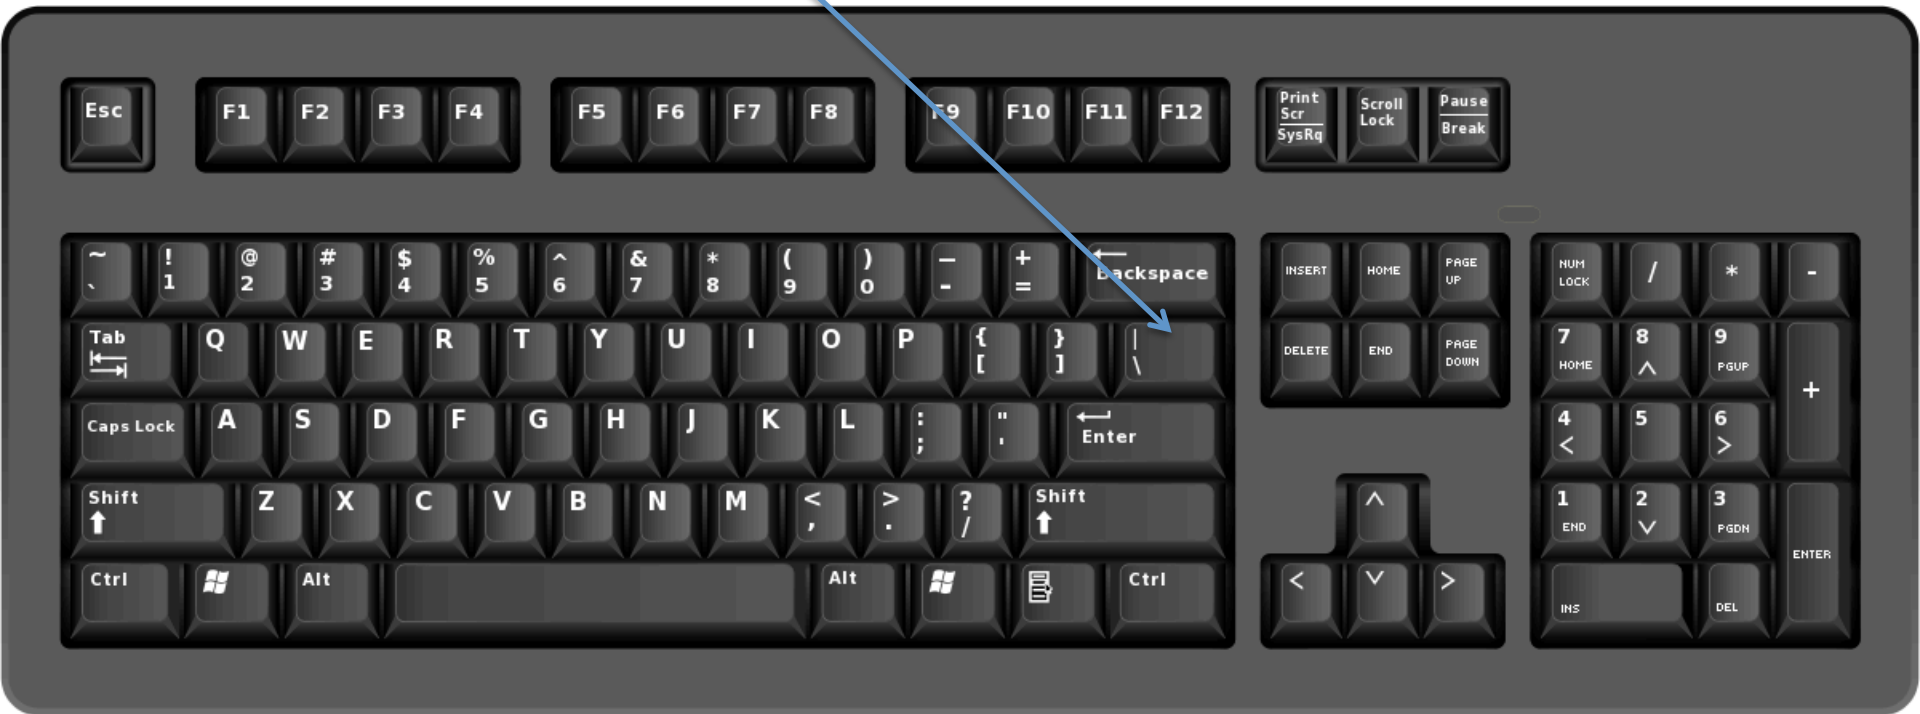 Esc F1 F2 F3 F4 F5 F6 F7 F8 F9 F10 F11 F12 Print Scr SysRq Scroll Lock Pause Break
~ ` ! 1 @ 2 # 3 $ 4 % 5 ^ 6 & 7 * 8 ( 9 ) 0 — - + = Backspace INSERT HOME PAGE UP NUM LOCK / * -
Tab Q W E R T Y U I O P { [ } ] | \ DELETE END PAGE DOWN 7 HOME 8 ^ 9 PGUP +
Caps Lock A S D F G H J K L : ; " ' Enter 4 < 5 6 >
Shift Z X C V B N M < , > . ? / Shift ^ 1 END 2 v 3 PGDN ENTER
Ctrl Alt Alt Ctrl < v > INS DEL